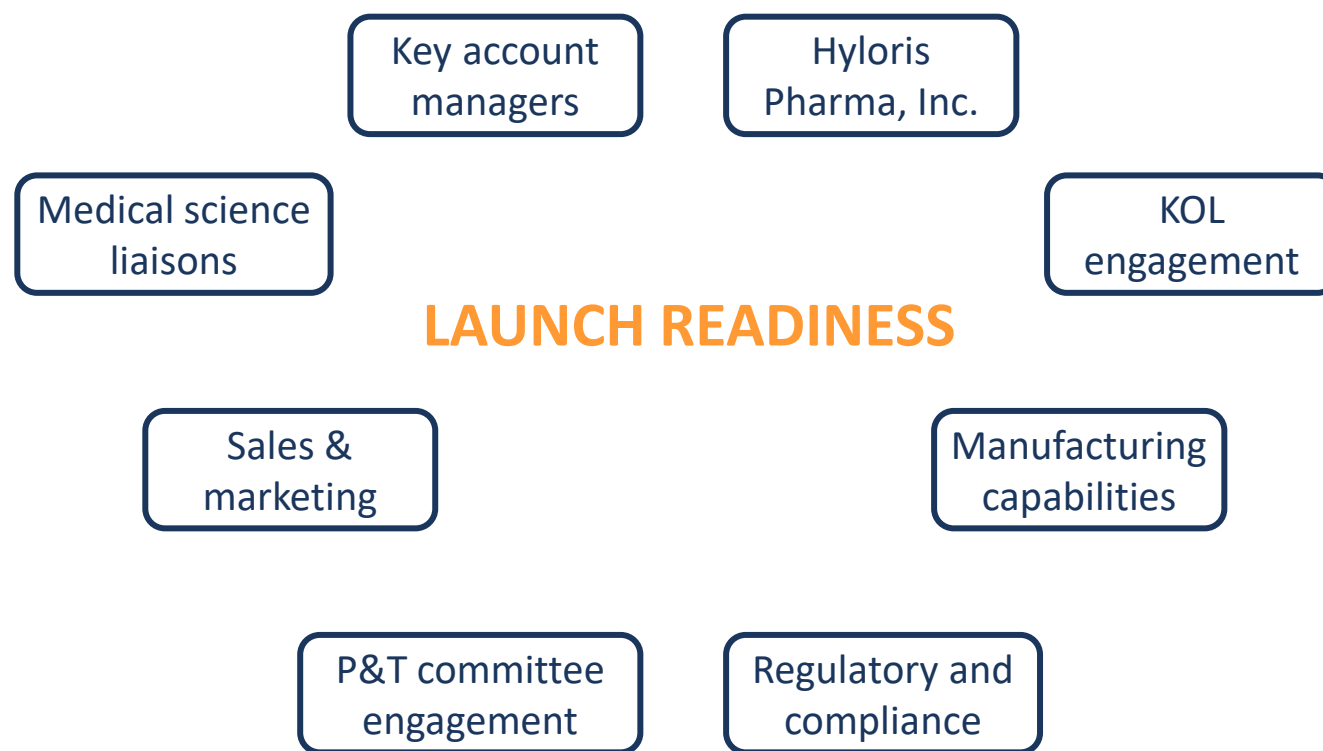 Key account
managers
Hyloris
Pharma, Inc.
Medical science
liaisons
KOL
engagement
LAUNCH READINESS
Sales &
marketing
Manufacturing
capabilities
P&T committee
engagement
Regulatory and
compliance